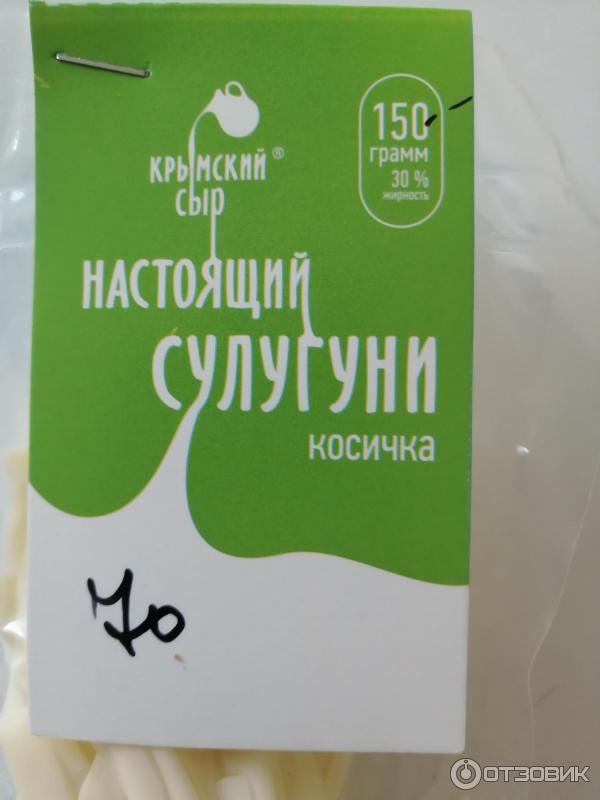 КРЫМСКИЙ®
СЫР
150
ГРАММ
30 %
ЖИРНОСТЬ
НАСТОЯЩИЙ
СУЛУГУНИ
КОСИЧКА
70
ОТЗОВИК